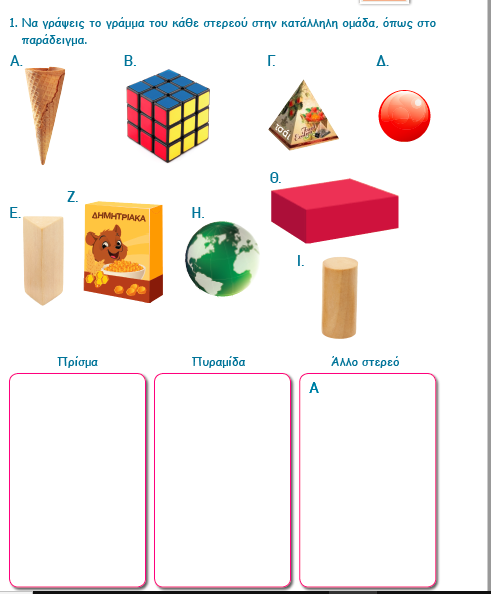 1. Να γράψεις το γράμμα του κάθε στερεού στην κατάλληλη ομάδα, όπως στο
παράδειγμα.
Α.
Β.
Γ.
Δ.
τσάι
Ε.
Ζ.
ΔΗΜΗΤΡΙΑΚΑ
Η.
Θ.
Ι.
Πρίσμα
Πυραμίδα
Άλλο στερεό
Α